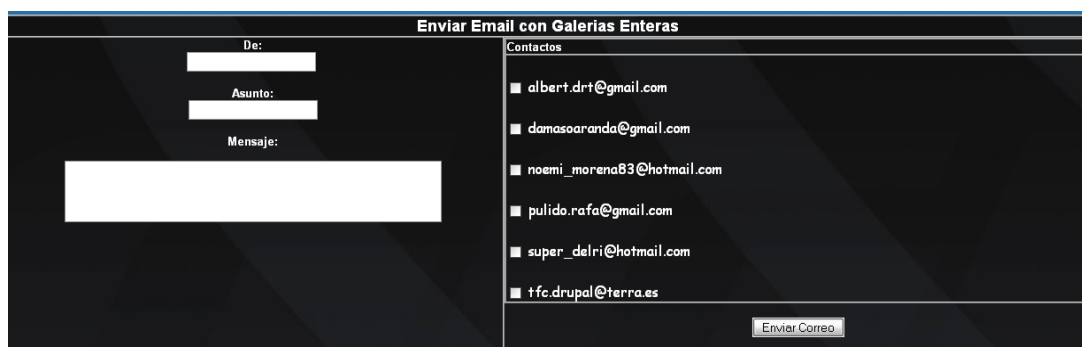 Enviar Email con Galerias Enteras
De:
Asunto:
Mensaje:
Contactos
albert.drt@gmail.com
damasoaranda@gmail.com
noemi_morena83@hotmail.com
pulido.rafa@gmail.com
super_delri@hotmail.com
tfc.drupal@terra.es
Enviar Correo